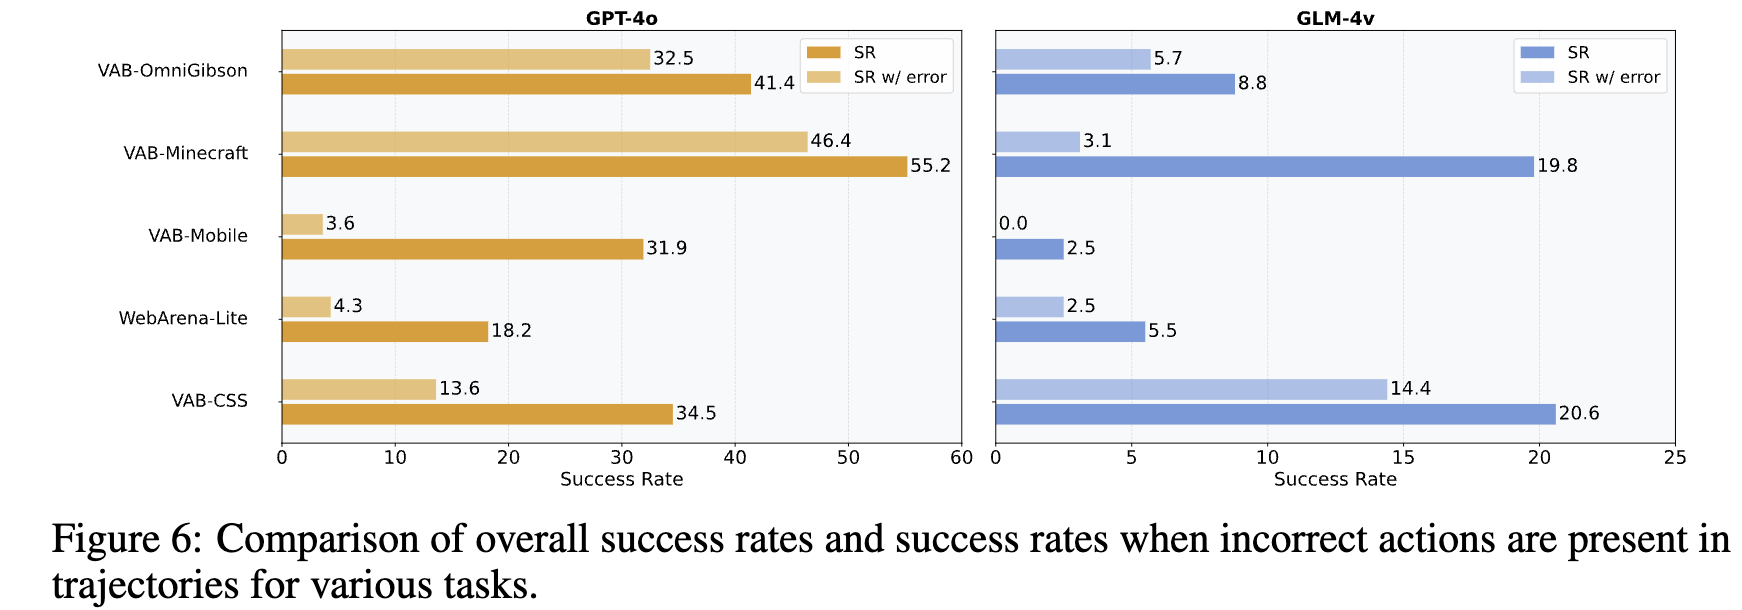 GPT-4o
GLM-4v
VAB-OmniGibson
32.5
41.4
SR
SR w/ error
5.7
8.8
SR
SR w/ error
VAB-Minecraft
46.4
55.2
3.1
19.8
VAB-Mobile
3.6
31.9
0.0
2.5
WebArena-Lite
4.3
18.2
2.5
5.5
VAB-CSS
13.6
34.5
14.4
20.6
0 10 20 30 40 50 60
0 5 10 15 20 25
Success Rate
Success Rate
Figure 6: Comparison of overall success rates and success rates when incorrect actions are present in
trajectories for various tasks.